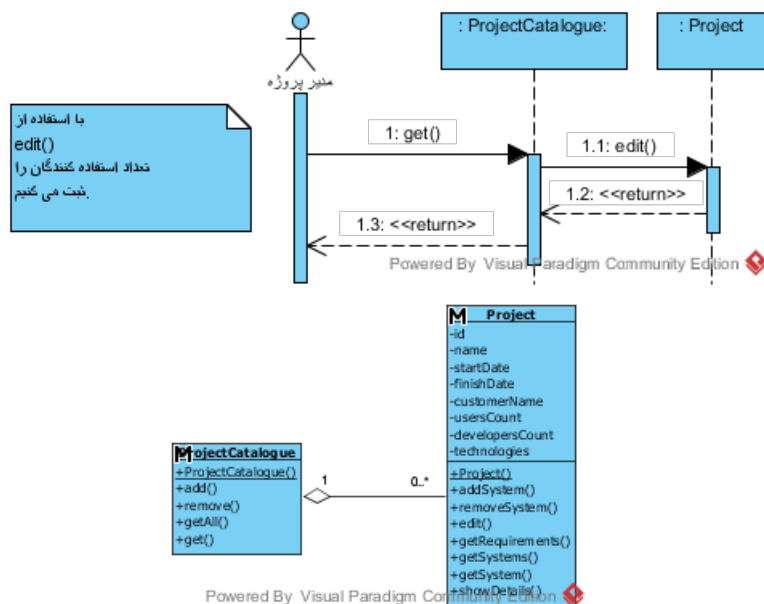 : ProjectCatalogue:
: Project
مدیر پروژه
با استفاده از
edit()
تعداد استفاده کنندگان را
ثبت می کنیم.
1: get()
1.1: edit()
1.2: <<return>>
1.3: <<return>>
Powered By Visual Paradigm Community Edition
Project
-id
-name
-startDate
-finishDate
-customerName
-usersCount
-developersCount
-technologies
+Project()
+addSystem()
+removeSystem()
+edit()
+getRequirements()
+getSystems()
+getSystem()
+showDetails()
ProjectCatalogue
+ProjectCatalogue()
+add()
+remove()
+getAll()
+get()
1
0..*
Powered By Visual Paradigm Community Edition